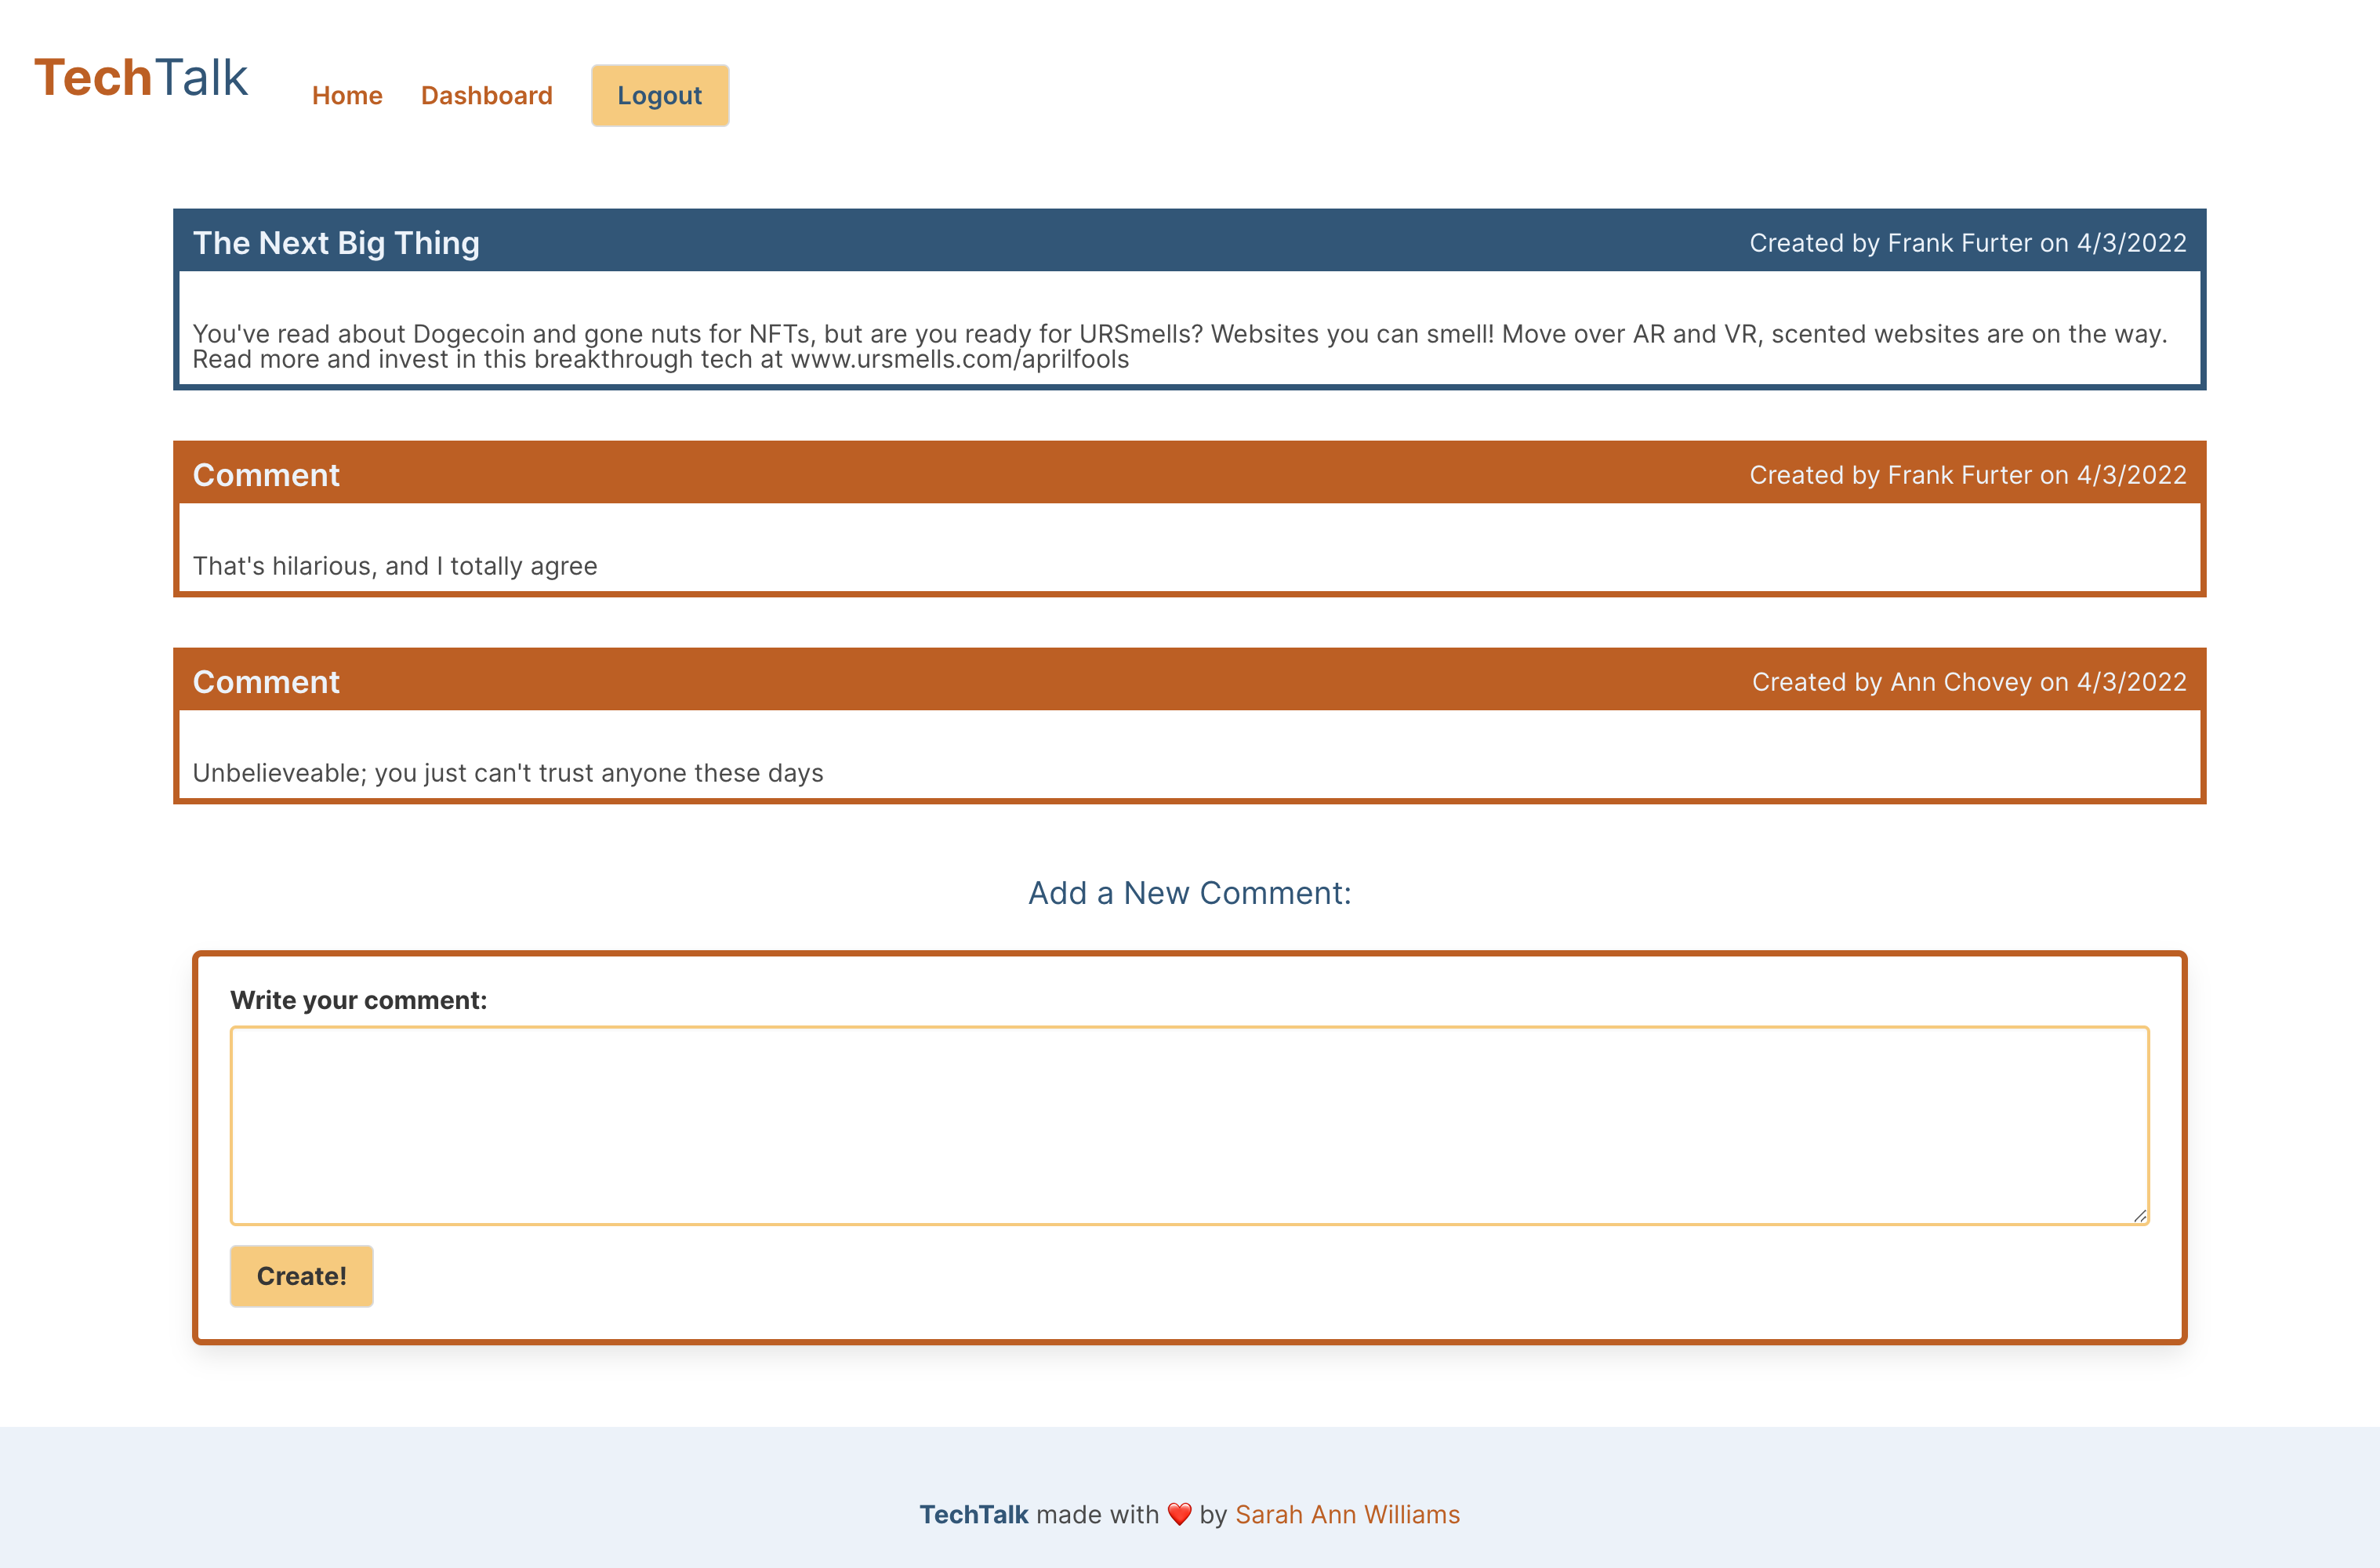 TechTalk
Home Dashboard Logout
The Next Big Thing
Created by Frank Furter on 4/3/2022
You've read about Dogecoin and gone nuts for NFTs, but are you ready for URSmells? Websites you can smell! Move over AR and VR, scented websites are on the way.
Read more and invest in this breakthrough tech at www.ursmells.com/aprilfools
Comment
Created by Frank Furter on 4/3/2022
That's hilarious, and I totally agree
Comment
Created by Ann Chovey on 4/3/2022
Unbelieveable; you just can't trust anyone these days
Add a New Comment:
Write your comment:
Create!
TechTalk made with ❤️ by Sarah Ann Williams